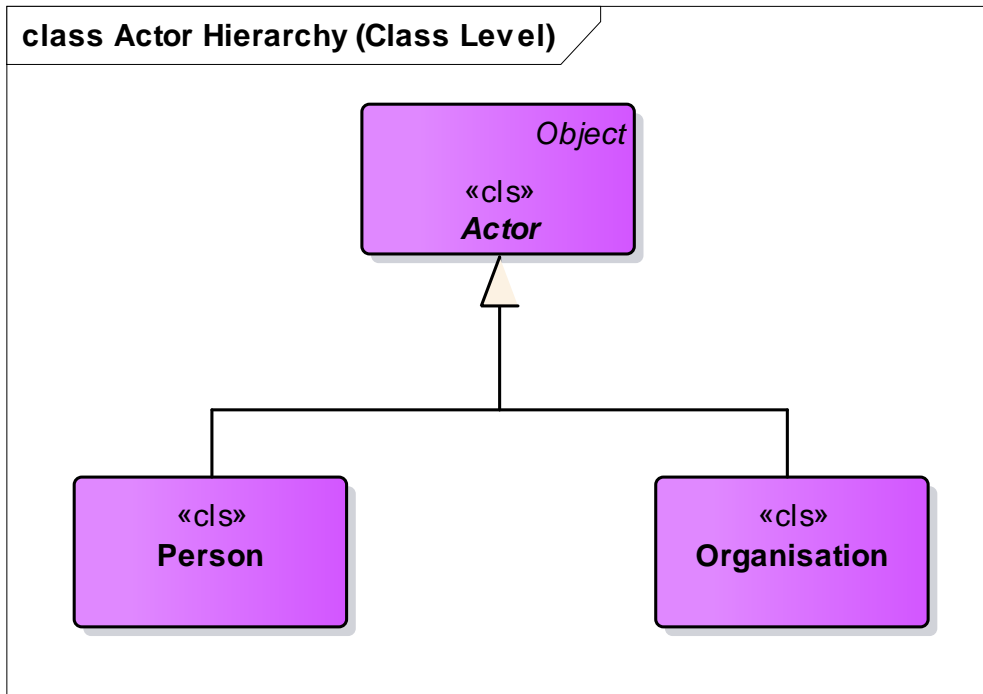 class Actor Hierarchy (Class Level)
Object
«cls»
Actor
«cls»
Person
«cls»
Organisation